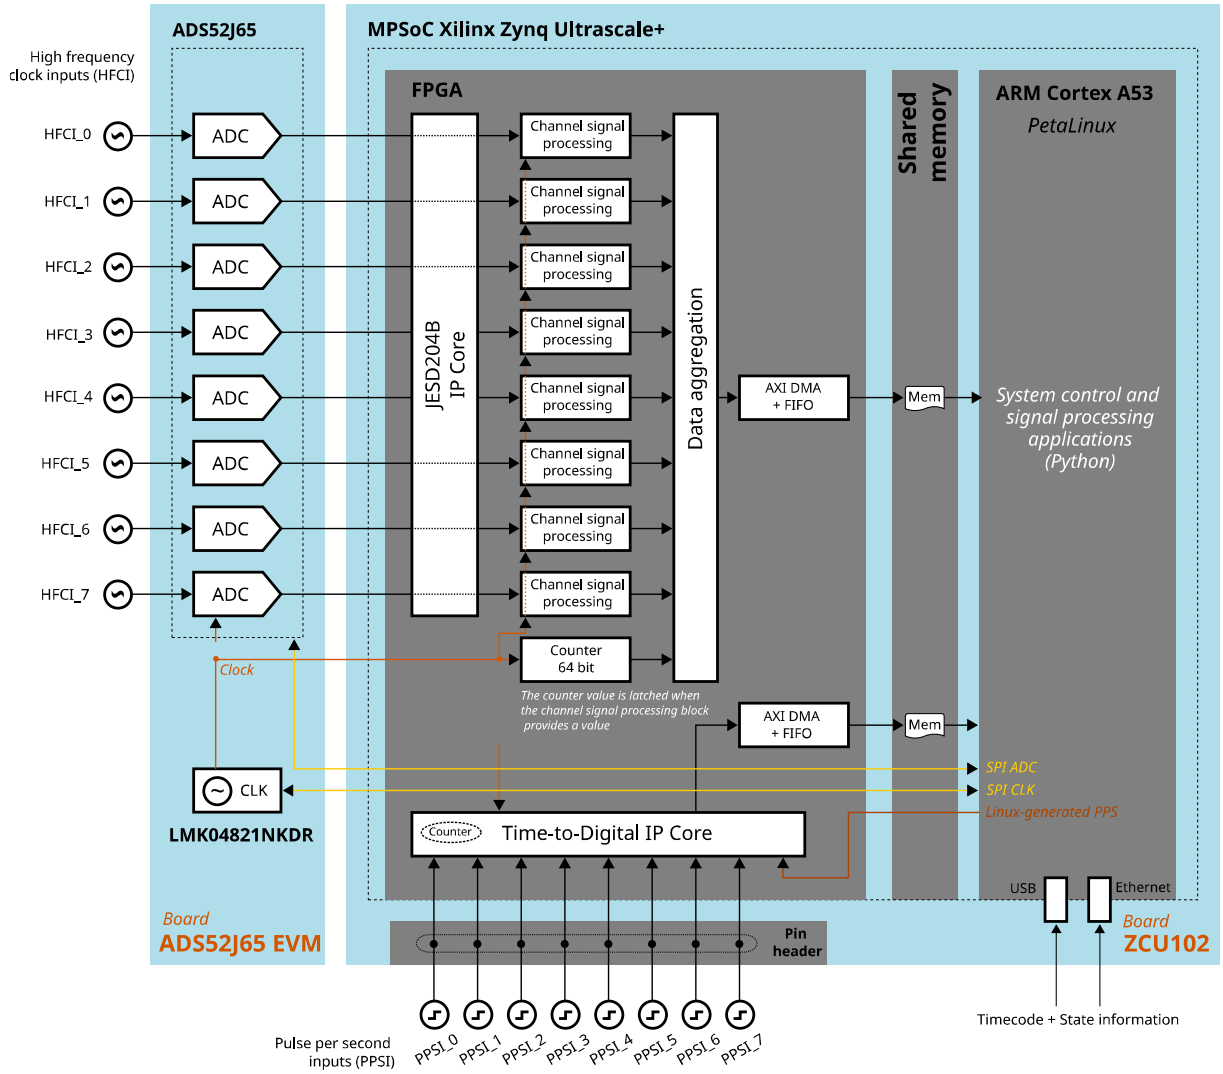 ADS52J65
MPSoC Xilinx Zynq Ultrascale+
High frequency
clock inputs (HFCI)
FPGA
Shared
memory
ARM Cortex A53
PetaLinux
HFCI_0
ADC
Channel signal
processing
HFCI_1
ADC
Channel signal
processing
HFCI_2
ADC
Channel signal
processing
HFCI_3
ADC
Channel signal
processing
HFCI_4
ADC
Channel signal
processing
HFCI_5
ADC
Channel signal
processing
HFCI_6
ADC
Channel signal
processing
HFCI_7
ADC
Channel signal
processing
JESD204B
IP Core
Data aggregation
AXI DMA
+ FIFO
Mem
System control and
signal processing
applications
(Python)
Clock
Counter
64 bit
The counter value is latched when
the channel signal processing block
provides a value
AXI DMA
+ FIFO
Mem
SPI ADC
SPI CLK
Linux-generated PPS
CLK
LMK04821NKDR
Counter
Time-to-Digital IP Core
USB
Ethernet
Board
ADS52J65 EVM
Pin
header
Board
ZCU102
Pulse per second
inputs (PPSI)
PPSI_0
PPSI_1
PPSI_2
PPSI_3
PPSI_4
PPSI_5
PPSI_6
PPSI_7
Timecode + State information